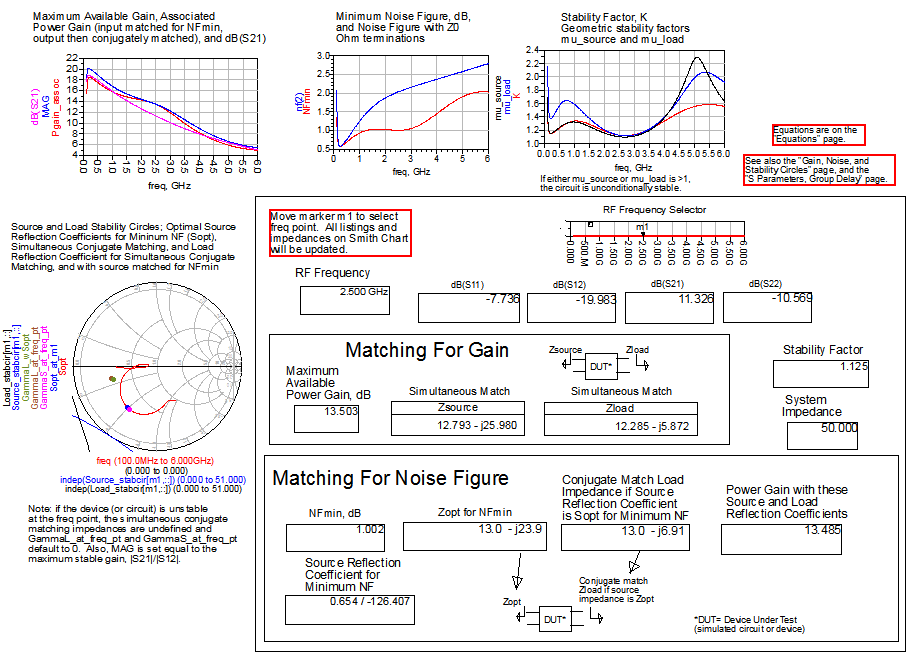 Maximum Available Gain, Associated
Power Gain (input matched for NFmin,
output then conjugately matched), and dB(S21)
22
20
18
16
14
12
10
8
6
4
dB(S21)
MAG
Pgain_assoc
0.0
0.5
1.0
1.5
2.0
2.5
3.0
3.5
4.0
4.5
5.0
5.5
6.0
freq, GHz
Minimum Noise Figure, dB,
and Noise Figure with Z0
Ohm terminations
3.0
2.5
2.0
1.5
1.0
0.5
nf(2)
NFmin
0
1
2
3
4
5
6
freq, GHz
Stability Factor, K
Geometric stability factors
mu_source and mu_load
2.4
2.2
2.0
1.8
1.6
1.4
1.2
1.0
mu_source
mu_load
K
0.0 0.5 1.0 1.5 2.0 2.5 3.0 3.5 4.0 4.5 5.0 5.5 6.0
freq, GHz
If either mu_source or mu_load is >1,
the circuit is unconditionally stable.
Equations are on the
"Equations" page.
See also the "Gain, Noise, and
Stability Circles" page, and the
"S Parameters, Group Delay" page.
Source and Load Stability Circles; Optimal Source
Reflection Coefficients for Mininum NF (Sopt),
Simultaneous Conjugate Matching, and Load
Reflection Coefficient for Simultaneous Conjugate
Matching, and with source matched for NFmin
Load_stabcir[m1,::]
Source_stabcir[m1,::]
GammaL_w_Sopt
GammaL_at_freq_pt
GammaS_at_freq_pt
Sopt_at_m1
Sopt
freq (100.0MHz to 6.000GHz)
(0.000 to 0.000)
indep(Source_stabcir[m1,::]) (0.000 to 51.000)
indep(Load_stabcir[m1,::]) (0.000 to 51.000)
Note: if the device (or circuit) is unstable
at the freq point, the simultaneous conjugate
matching impedances are undefined and
GammaL_at_freq_pt and GammaS_at_freq_pt
default to 0. Also, MAG is set equal to the
maximum stable gain, |S21|/|S12|.
Move marker m1 to select
freq point. All listings and
impedances on Smith Chart
will be updated.
RF Frequency Selector
m1
0.000
500.M
1.00G
1.50G
2.00G
2.50G
3.00G
3.50G
4.00G
4.50G
5.00G
5.50G
6.00G
RF Frequency
2.500 GHz
dB(S11)
-7.736
dB(S12)
-19.983
dB(S21)
11.326
dB(S22)
-10.569
Matching For Gain
Zsource
DUT*
Zload
Maximum
Available
Power Gain, dB
13.503
Simultaneous Match
Zsource
12.793 - j25.980
Simultaneous Match
Zload
12.285 - j5.872
Stability Factor
1.125
System
Impedance
50.000
Matching For Noise Figure
NFmin, dB
1.002
Zopt for NFmin
13.0 - j23.9
Conjugate Match Load
Impedance if Source
Reflection Coefficient
is Sopt for Minimum NF
13.0 - j6.91
Power Gain with these
Source and Load
Reflection Coefficients
13.485
Source Reflection
Coefficient for
Minimum NF
0.654 / -126.407
Zopt
DUT*
Conjugate match
Zload if source
impedance is Zopt
*DUT= Device Under Test
(simulated circuit or device)